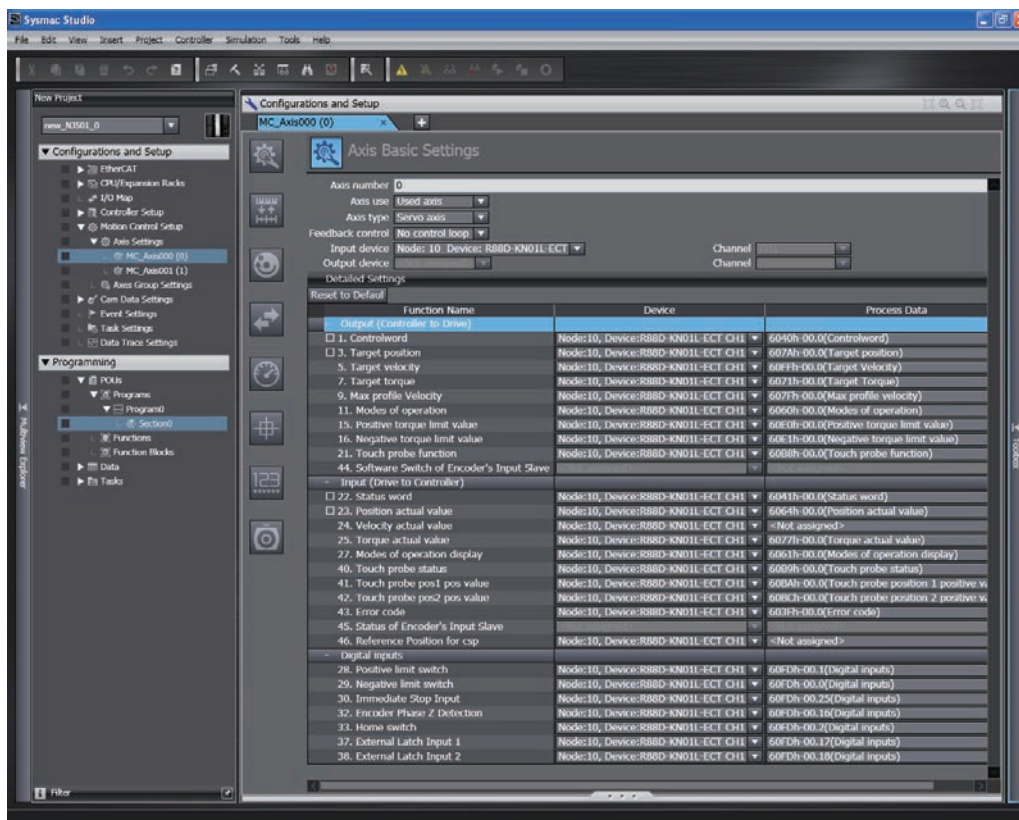 Sysmac Studio
File Edit View Insert Project Controller Simulation Tools Help
New Project
new_NJ501_0
Configurations and Setup
EtherCAT
CPU/Expansion Racks
I/O Map
Controller Setup
Motion Control Setup
Axis Settings
MC_Axis000 (0)
MC_Axis001 (1)
Axes Group Settings
Cam Data Settings
Event Settings
Task Settings
Data Trace Settings
Programming
POUs
Programs
Program0
Section0
Functions
Function Blocks
Data
Tasks
Filter
Multiview Explorer
Configurations and Setup
MC_Axis000 (0)
Axis Basic Settings
Axis number 0
Axis use Used axis
Axis type Servo axis
Feedback control No control loop
Input device Node: 10 Device: R88D-KN01L-ECT Channel
Output device Channel
Detailed Settings
Reset to Defaul
Function Name Device Process Data
- Output (Controller to Drive)
1. Controlword Node:10, Device:R88D-KN01L-ECT CH1 6040h-00.0(Controlword)
3. Target position Node:10, Device:R88D-KN01L-ECT CH1 607Ah-00.0(Target position)
5. Target velocity Node:10, Device:R88D-KN01L-ECT CH1 60FFh-00.0(Target Velocity)
7. Target torque Node:10, Device:R88D-KN01L-ECT CH1 6071h-00.0(Target Torque)
9. Max profile Velocity Node:10, Device:R88D-KN01L-ECT CH1 607Fh-00.0(Max profile velocity)
11. Modes of operation Node:10, Device:R88D-KN01L-ECT CH1 6060h-00.0(Modes of operation)
15. Positive torque limit value Node:10, Device:R88D-KN01L-ECT CH1 60E0h-00.0(Positive torque limit value)
16. Negative torque limit value Node:10, Device:R88D-KN01L-ECT CH1 60E1h-00.0(Negative torque limit value)
21. Touch probe function Node:10, Device:R88D-KN01L-ECT CH1 60B8h-00.0(Touch probe function)
44. Software Switch of Encoder's Input Slave
- Input (Drive to Controller)
22. Status word Node:10, Device:R88D-KN01L-ECT CH1 6041h-00.0(Status word)
23. Position actual value Node:10, Device:R88D-KN01L-ECT CH1 6064h-00.0(Position actual value)
24. Velocity actual value Node:10, Device:R88D-KN01L-ECT CH1 <Not assigned>
25. Torque actual value Node:10, Device:R88D-KN01L-ECT CH1 6077h-00.0(Torque actual value)
27. Modes of operation display Node:10, Device:R88D-KN01L-ECT CH1 6061h-00.0(Modes of operation display)
40. Touch probe status Node:10, Device:R88D-KN01L-ECT CH1 60B9h-00.0(Touch probe status)
41. Touch probe pos1 pos value Node:10, Device:R88D-KN01L-ECT CH1 60BAh-00.0(Touch probe position 1 positive v
42. Touch probe pos2 pos value Node:10, Device:R88D-KN01L-ECT CH1 60BCh-00.0(Touch probe position 2 positive v
43. Error code Node:10, Device:R88D-KN01L-ECT CH1 603Fh-00.0(Error code)
45. Status of Encoder's Input Slave
46. Reference Position for csp Node:10, Device:R88D-KN01L-ECT CH1 <Not assigned>
- Digital inputs
28. Positive limit switch Node:10, Device:R88D-KN01L-ECT CH1 60FDh-00.1(Digital inputs)
29. Negative limit switch Node:10, Device:R88D-KN01L-ECT CH1 60FDh-00.0(Digital inputs)
30. Immediate Stop Input Node:10, Device:R88D-KN01L-ECT CH1 60FDh-00.25(Digital inputs)
32. Encoder Phase Z Detection Node:10, Device:R88D-KN01L-ECT CH1 60FDh-00.16(Digital inputs)
33. Home switch Node:10, Device:R88D-KN01L-ECT CH1 60FDh-00.2(Digital inputs)
37. External Latch Input 1 Node:10, Device:R88D-KN01L-ECT CH1 60FDh-00.17(Digital inputs)
38. External Latch Input 2 Node:10, Device:R88D-KN01L-ECT CH1 60FDh-00.18(Digital inputs)
Toolbox